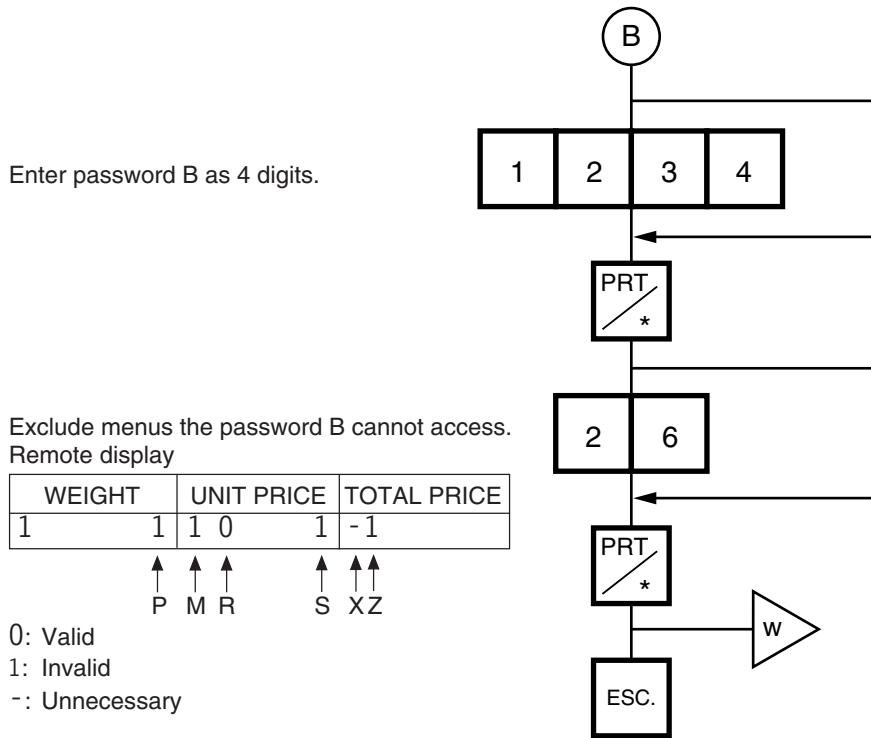 B
Enter password B as 4 digits.
1 2 3 4
PRT
*
Exclude menus the password B cannot access.
2 6
Remote display
WEIGHT UNIT PRICE TOTAL PRICE
1 1 1 0 1 -1
PRT
*
P M R S X Z
0: Valid
w
1: Invalid
-: Unnecessary
ESC.